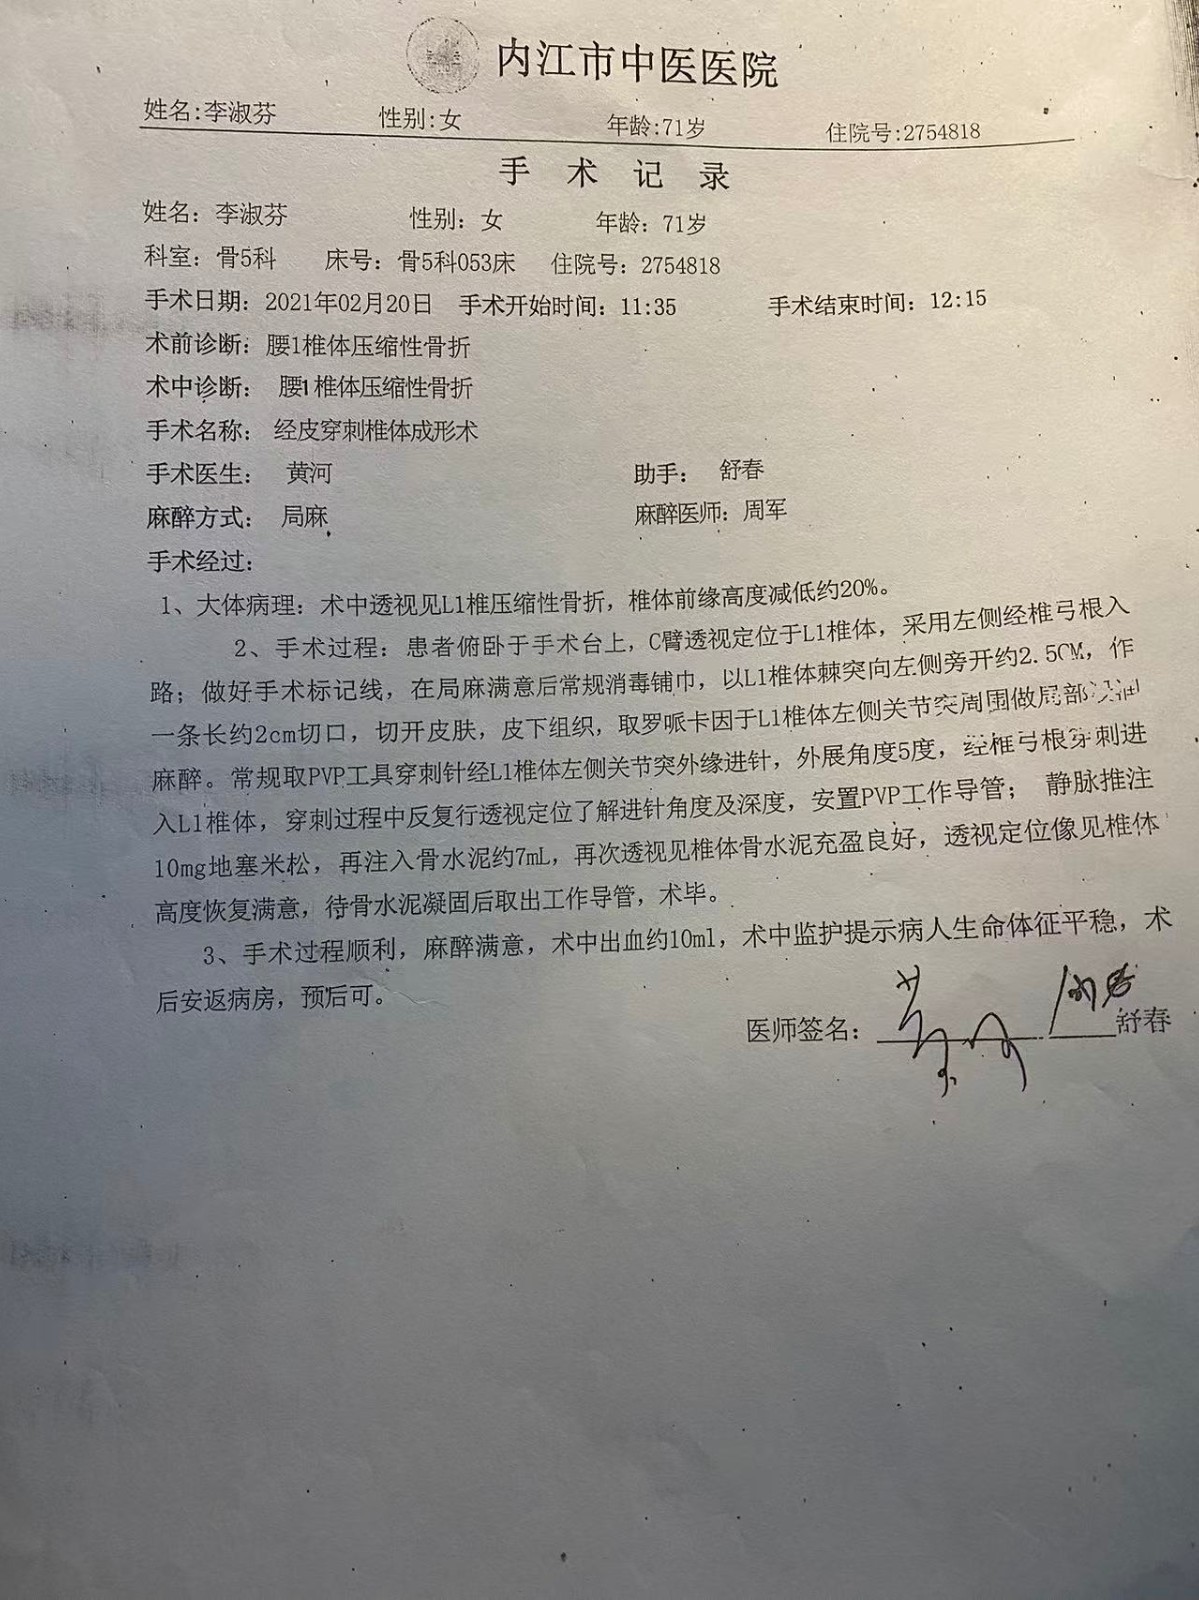 内江市中医医院
姓名:李淑芬 性别:女 年龄:71岁 住院号:2754818
手术记录
姓名：李淑芬 性别：女 年龄：71岁
科室：骨5科 床号：骨5科053床 住院号：2754818
手术日期：2021年02月20日 手术开始时间：11:35 手术结束时间：12:15
术前诊断：腰1椎体压缩性骨折
术中诊断：腰1椎体压缩性骨折
手术名称：经皮穿刺椎体成形术
手术医生：黄河 助手：舒春
麻醉方式：局麻 麻醉医师：周军
手术经过：
1、大体病理：术中透视见L1椎压缩性骨折，椎体前缘高度减低约20%。
2、手术过程：患者俯卧于手术台上，C臂透视定位于L1椎体，采用左侧经椎弓根入
路；做好手术标记线，在局麻满意后常规消毒铺巾，以L1椎体棘突向左侧旁开约2.5CM，作
一条长约2cm切口，切开皮肤，皮下组织，取罗哌卡因于L1椎体左侧关节突周围做局部
麻醉。常规取PVP工具穿刺针经L1椎体左侧关节突外缘进针，外展角度5度，经椎弓根穿刺进
入L1椎体，穿刺过程中反复行透视定位了解进针角度及深度，安置PVP工作导管； 静脉推注
10mg地塞米松，再注入骨水泥约7mL，再次透视见椎体骨水泥充盈良好，透视定位像见椎体
高度恢复满意，待骨水泥凝固后取出工作导管，术毕。
3、手术过程顺利，麻醉满意，术中出血约10ml，术中监护提示病人生命体征平稳，术
后安返病房，预后可。
医师签名： 舒春